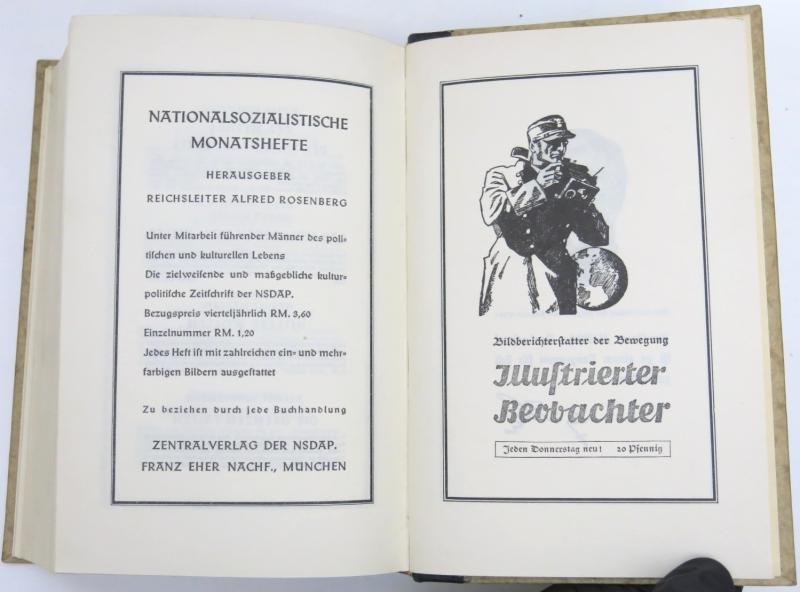 NATIONALSOZIALISTISCHE
MONATSHEFTE
HERAUSGEBER
REICHSLEITER ALFRED ROSENBERG
Unter Mitarbeit führender Männer des poli-
tischen und kulturellen Lebens
Die zielweisende und maßgebliche kultur-
politische Zeitschrift der NSDAP.
Bezugspreis vierteljährlich RM. 3,60
Einzelnummer RM. 1,20
Jedes Heft ist mit zahlreichen ein- und mehr-
farbigen Bildern ausgestattet
Zu beziehen durch jede Buchhandlung
ZENTRALVERLAG DER NSDAP.
FRANZ EHER NACHF., MÜNCHEN
Bildberichterstatter der Bewegung
Illustrierter
Beobachter
Jeden Donnerstag neu! 20 Pfennig